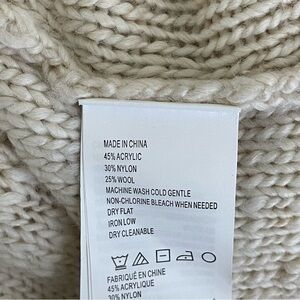 MADE IN CHINA
45% ACRYLIC
30% NYLON
25% WOOL
MACHINE WASH COLD GENTLE
NON-CHLORINE BLEACH WHEN NEEDED
DRY FLAT
IRON LOW
DRY CLEANABLE
FABRIQUÉ EN CHINE
45% ACRYLIQUE
30% NYLON